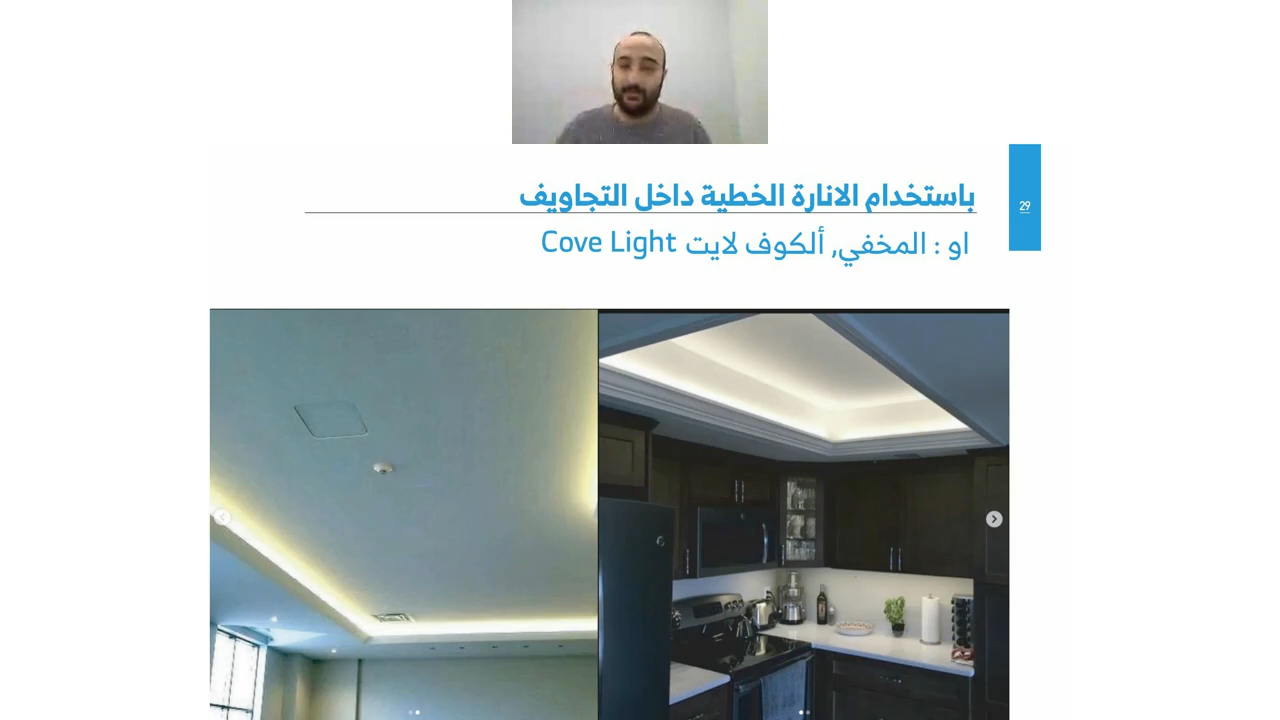 باستخدام الانارة الخطية داخل التجاويف
29
او : المخفي, ألكوف لايت Cove Light